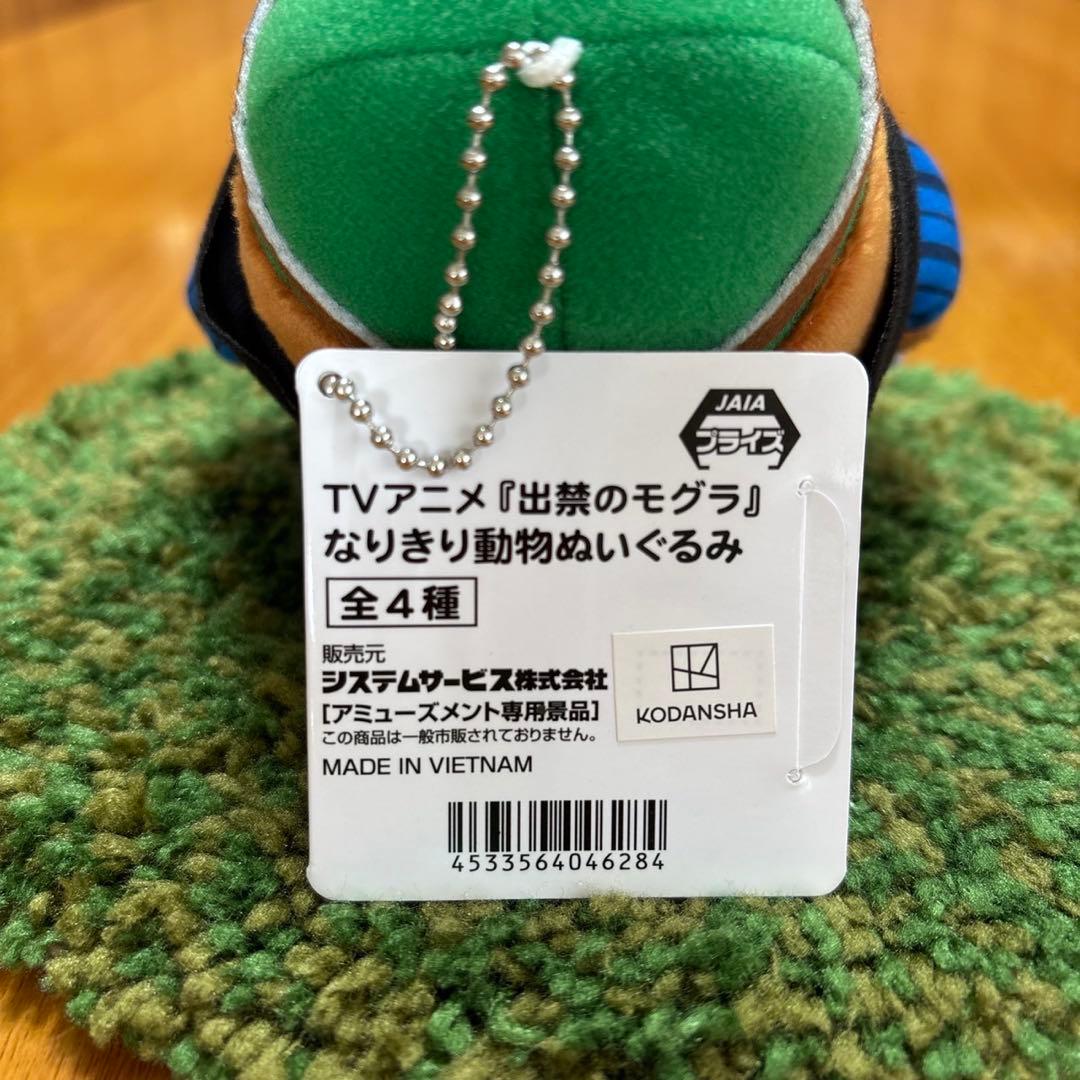 JAIA
プライズ
TVアニメ『出禁のモグラ』
なりきり動物ぬいぐるみ
全4種
販売元
システムサービス株式会社
[アミューズメント専用景品]
この商品は一般市販されておりません。
MADE IN VIETNAM
KODANSHA
4533564046284